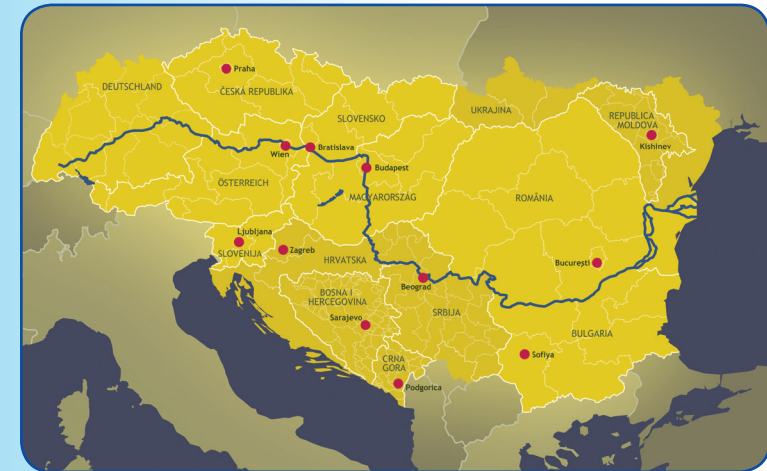 Praha
DEUTSCHLAND
ČESKA REPUBLIKA
SLOVENSKO
UKRAJINA
REPUBLICA
MOLDOVA
Kishinev
Wien
Bratislava
Budapest
ÖSTERREICH
MAGYARORSZÁG
ROMÂNIA
Ljubljana
SLOVENIJA
Zagreb
HRVATSKA
Bucureşti
Beograd
BOSNA I
HERCEGOVINA
Sarajevo
SRBIJA
BULGARIA
CRNA
GORA
Sofiya
Podgorica